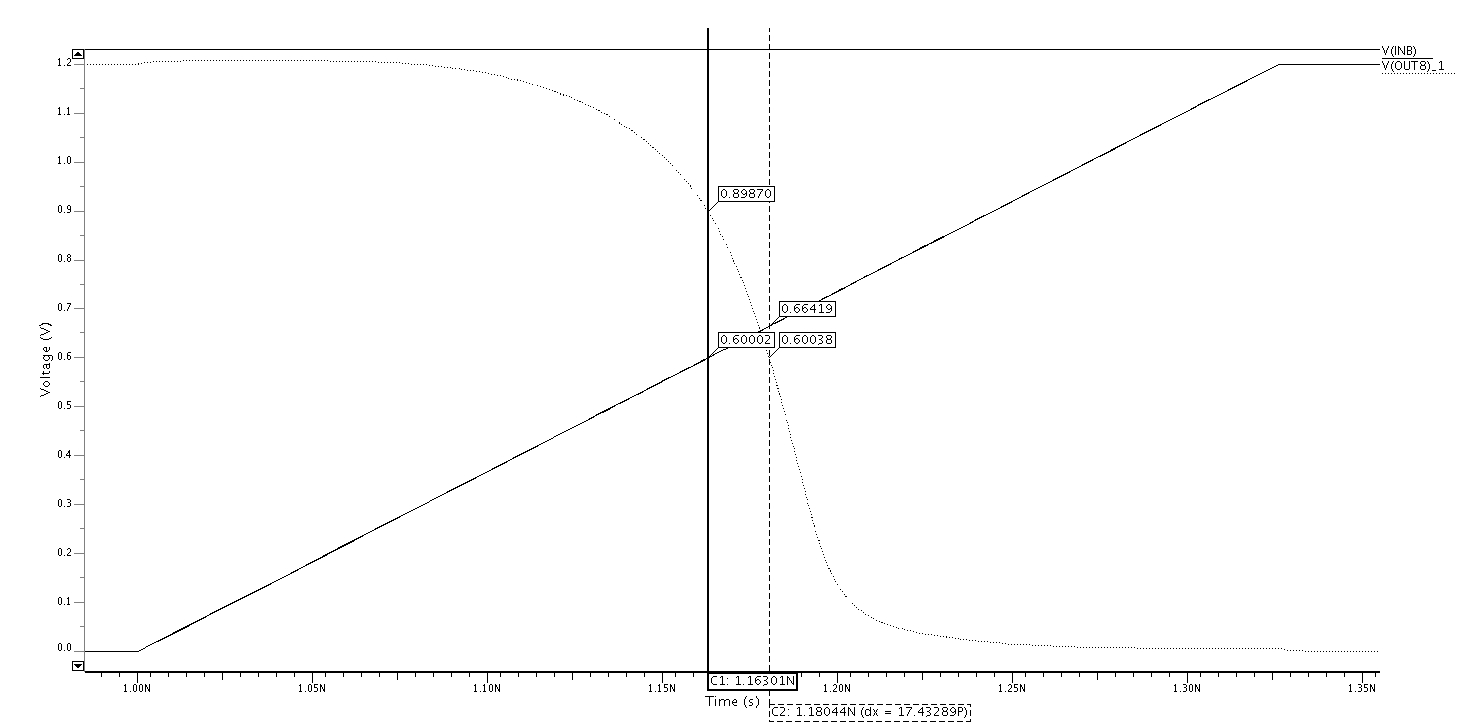 V(INB)
V(OUT8)_1
1.2
1.1
1.0
0.9
0.8
0.7
0.6
0.5
0.4
0.3
0.2
0.1
0.0
Voltage (V)
0.89870
0.66419
0.60002
0.60038
1.00N
1.05N
1.10N
1.15N
1.20N
1.25N
1.30N
1.35N
C1: 1.16301N
Time (s)
C2: 1.18044N (dx = 17.43289P)